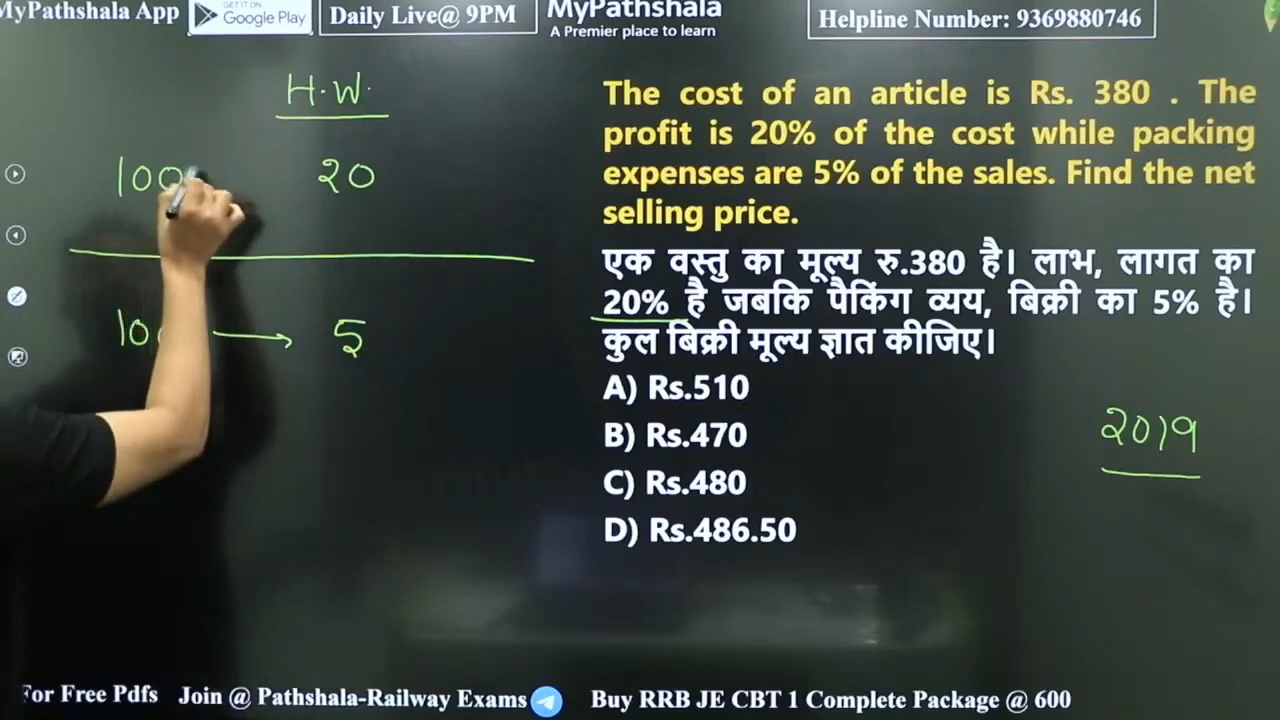 MyPathshala App
GET IT ON
Google Play
Daily Live@ 9PM
MyPathshala
A Premier place to learn
Helpline Number: 9369880746
H.W.
100 20
5
The cost of an article is Rs. 380 . The
profit is 20% of the cost while packing
expenses are 5% of the sales. Find the net
selling price.
एक वस्तु का मूल्य रु.380 है। लाभ, लागत का
20% है जबकि पैकिंग व्यय, बिक्री का 5% है।
कुल बिक्री मूल्य ज्ञात कीजिए।
A) Rs.510
B) Rs.470
C) Rs.480
D) Rs.486.50
2019
For Free Pdfs Join @ Pathshala-Railway Exams
Buy RRB JE CBT 1 Complete Package @ 600